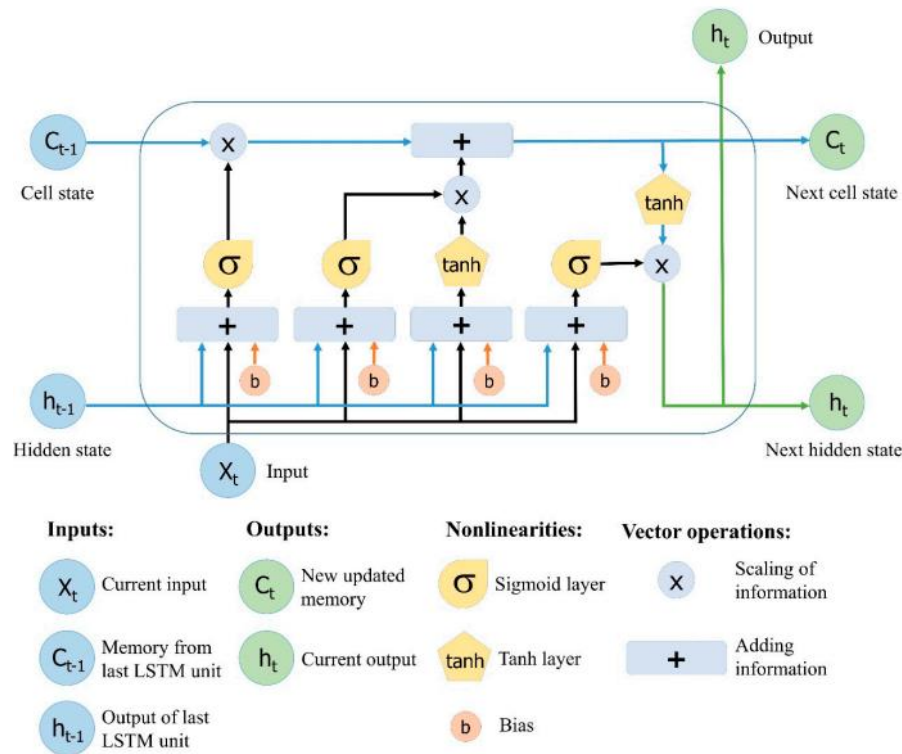 ht
Output
Ct-1
x
+
Ct
Cell state
Next cell state
tanh
x
σ
σ
tanh
σ
x
+
+
+
+
b
b
b
b
ht-1
ht
Hidden state
Next hidden state
Xt
Input
Inputs:
Outputs:
Nonlinearities:
Vector operations:
Xt
Current input
Ct
New updated
memory
σ
Sigmoid layer
x
Scaling of
information
Ct-1
Memory from
last LSTM unit
ht
Current output
tanh
Tanh layer
+
Adding
information
ht-1
Output of last
LSTM unit
b
Bias